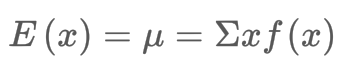 E(x) = μ = Σxf(x)